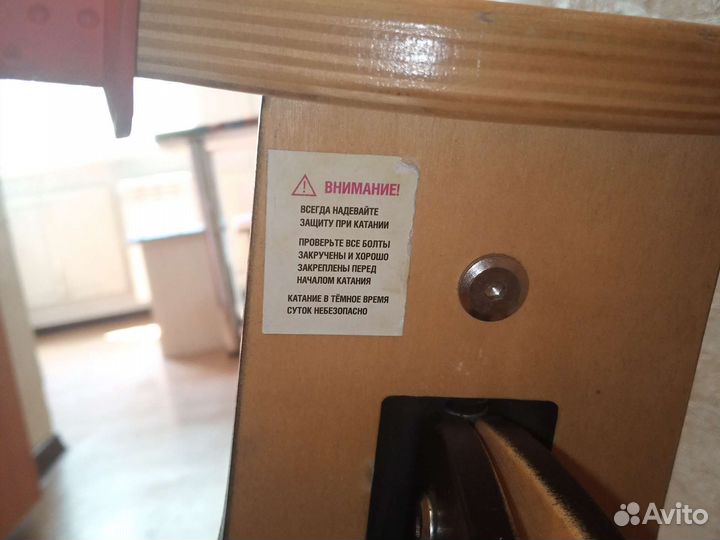 ВНИМАНИЕ!
ВСЕГДА НАДЕВАЙТЕ
ЗАЩИТУ ПРИ КАТАНИИ
ПРОВЕРЬТЕ ВСЕ БОЛТЫ
ЗАКРУЧЕНЫ И ХОРОШО
ЗАКРЕПЛЕНЫ ПЕРЕД
НАЧАЛОМ КАТАНИЯ
КАТАНИЕ В ТЁМНОЕ ВРЕМЯ
СУТОК НЕБЕЗОПАСНО
Avito